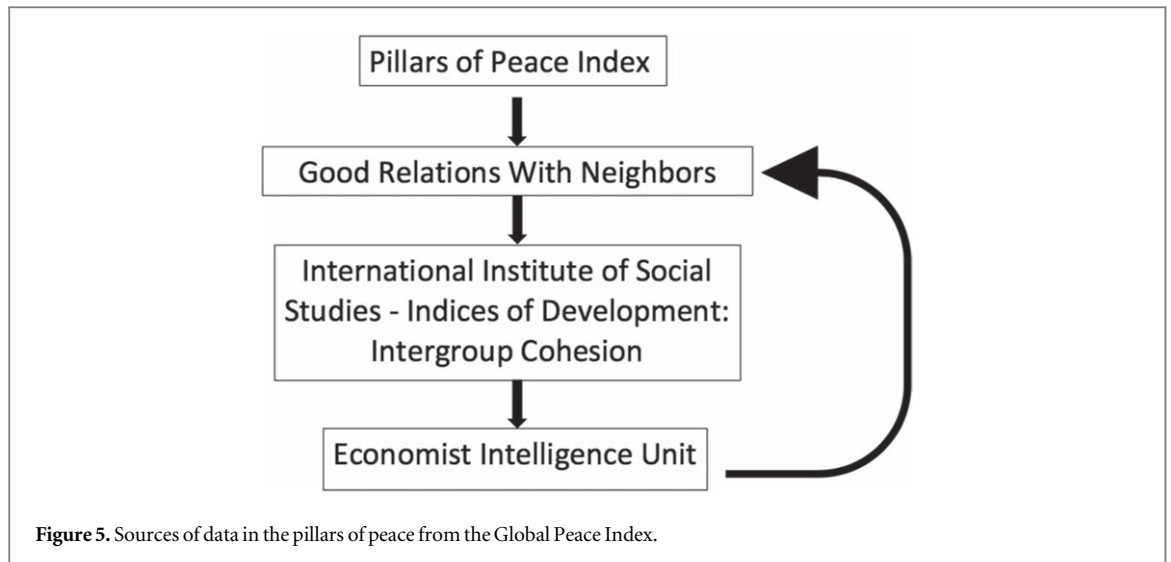 Pillars of Peace Index
Good Relations With Neighbors
International Institute of Social
Studies - Indices of Development:
Intergroup Cohesion
Economist Intelligence Unit
Figure 5. Sources of data in the pillars of peace from the Global Peace Index.